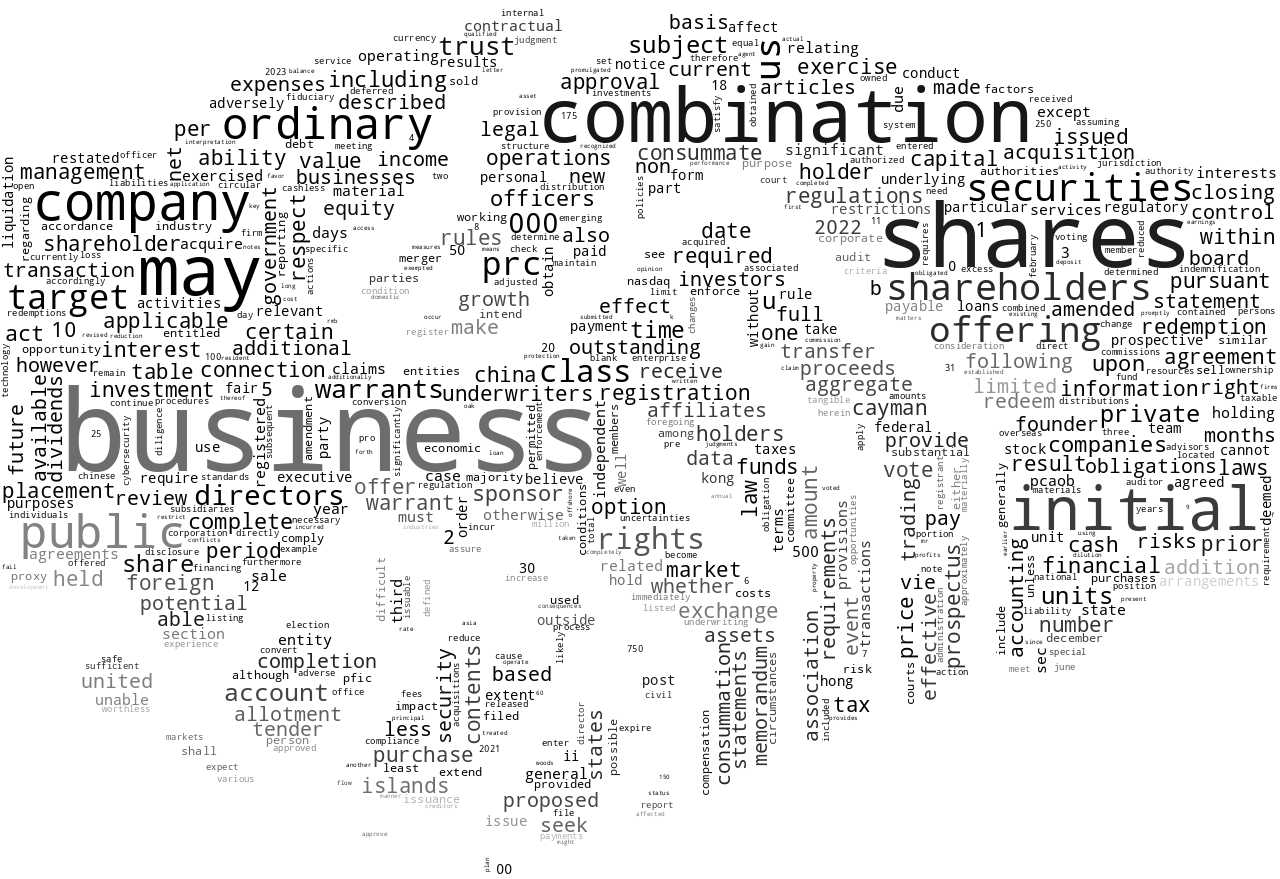 internal
contractual
qualified
judgment
currency
trust
service
operating
results
letter
2023
balance
expenses
including
sold
adversely
fiduciary
deferred
described
basis
affect
subject
equal
us
actual
relating
therefore
agent
set
notice
current
exercise
owned
promulgated
approval
18
articles
due
made
conduct
factors
asset
investments
received
provision
175
combination
satisfy
obtained
system
250
except
assuming
issued
per
ordinary
4
legal
interpretation
debt
meeting
structure
recognized
consummate
performance
significant
entered
acquisition
net
ability
value
income
operations
non
purpose
authorized
capital
activity
jurisdiction
restated
officer
management
exercised
businesses
two
personal
new
form
court
completed
holder
underlying
authorities
authority
interests
liquidation
open
liabilities
application
circular
favor
cashless
material
distribution
officers
part
policies
first
regulations
need
securities
closing
company
key
equity
access
working
000
emerging
date
2022
11
restrictions
particular
services
regulatory
earnings
control
regarding
accordance
industry
firm
government
respect
days
rules
8
determine
also
corporate
shares
requires
1
february
voting
member
reduced
within
shareholder
acquire
notes
reporting
specific
measures
50
means
check
acquired
see
required
audit
3
board
currently
loss
may
actions
merger
exempted
prc
maintain
paid
opinion
associated
0
excess
deposit
determined
indemnification
transaction
accordingly
long
parties
adjusted
obtain
nasdaq
investors
criteria
obligated
pursuant
target
redemptions
activities
day
0
cost
relevant
condition
domestic
growth
intend
limit
enforce
u
rule
b
shareholders
promptly
contained
persons
statement
act
10
revised
reduction
applicable
certain
reb
occur
register
make
effect
submitted
k
changes
without
full
payable
loans
combined
existing
amended
redemption
opportunity
entitled
payment
time
one
take
commission
matters
offering
change
prospective
similar
technology
interest
100
resident
additional
20
outstanding
gain
transfer
consideration
direct
commissions
agreement
however
remain
table
connection
claims
entities
protection
blank
enterprise
claim
proceeds
31
following
established
upon
resources
sell
ownership
additionally
china
class
receive
written
aggregate
fund
investment
fair
5
warrants
underwriters
registration
tangible
amounts
limited
information
right
firms
future
available
dividends
continue
procedures
thereof
conversion
oak
herein
cayman
redeem
distributions
taxable
business
25
cybersecurity
diligence
registered
subsequent
amendment
party
pro
forth
significantly
economic
loan
permitted
enforcement
independent
members
affiliates
foregoing
among
holders
apply
federal
founder
private
holding
overseas
three
team
chinese
use
pre
judgments
taxes
provide
substantial
stock
companies
advisors
located
cannot
months
require
standards
executive
case
majority
believe
well
data
funds
vote
registrant
either
materially
result
obligations
laws
placement
review
directors
regulation
offer
offshore
even
kong
law
amount
generally
pcaob
auditor
agreed
purposes
individuals
subsidiaries
year
warrant
sponsor
option
annual
obligation
voted
trading
materials
initial
years
9
deemed
public
restrict
corporation
directly
complete
necessary
incurred
must
order
otherwise
million
conditions
total
uncertainties
terms
committee
provisions
opportunities
pay
portion
unit
using
requirement
conflicts
comply
industries
2
incur
taken
rights
500
requirements
mr
earlier
dilution
cash
risks
prior
agreements
disclosure
period
furthermore
example
assure
completely
become
market
property
event
transactions
profits
approximately
accounting
unless
since
fail
proxy
offered
share
financing
difficult
third
issuable
defined
30
increase
related
hold
whether
6
costs
vie
note
national
financial
purchases
position
addition
arrangements
development
held
foreign
12
sale
immediately
listed
exchange
price
effective
administration
prospectus
include
liability
units
present
state
potential
able
listing
rate
used
consequences
underwriting
7
association
number
section
experience
election
entity
asia
outside
process
assets
courts
action
sec
december
special
safe
sufficient
convert
completion
reduce
cause
operate
likely
750
consummation
statements
memorandum
circumstances
risk
hong
meet
june
united
although
adverse
pfic
security
acquisitions
contents
based
post
unable
worthless
account
office
fees
impact
extent
60
released
civil
included
provides
tax
allotment
principal
less
filed
director
states
possible
expire
compensation
tender
markets
person
approved
compliance
treated
enter
shall
purchase
2021
woods
ii
expect
various
another
least
extend
general
150
flow
islands
provided
status
manner
issuance
creditors
proposed
report
file
affected
approve
issue
seek
payments
might
plan
00